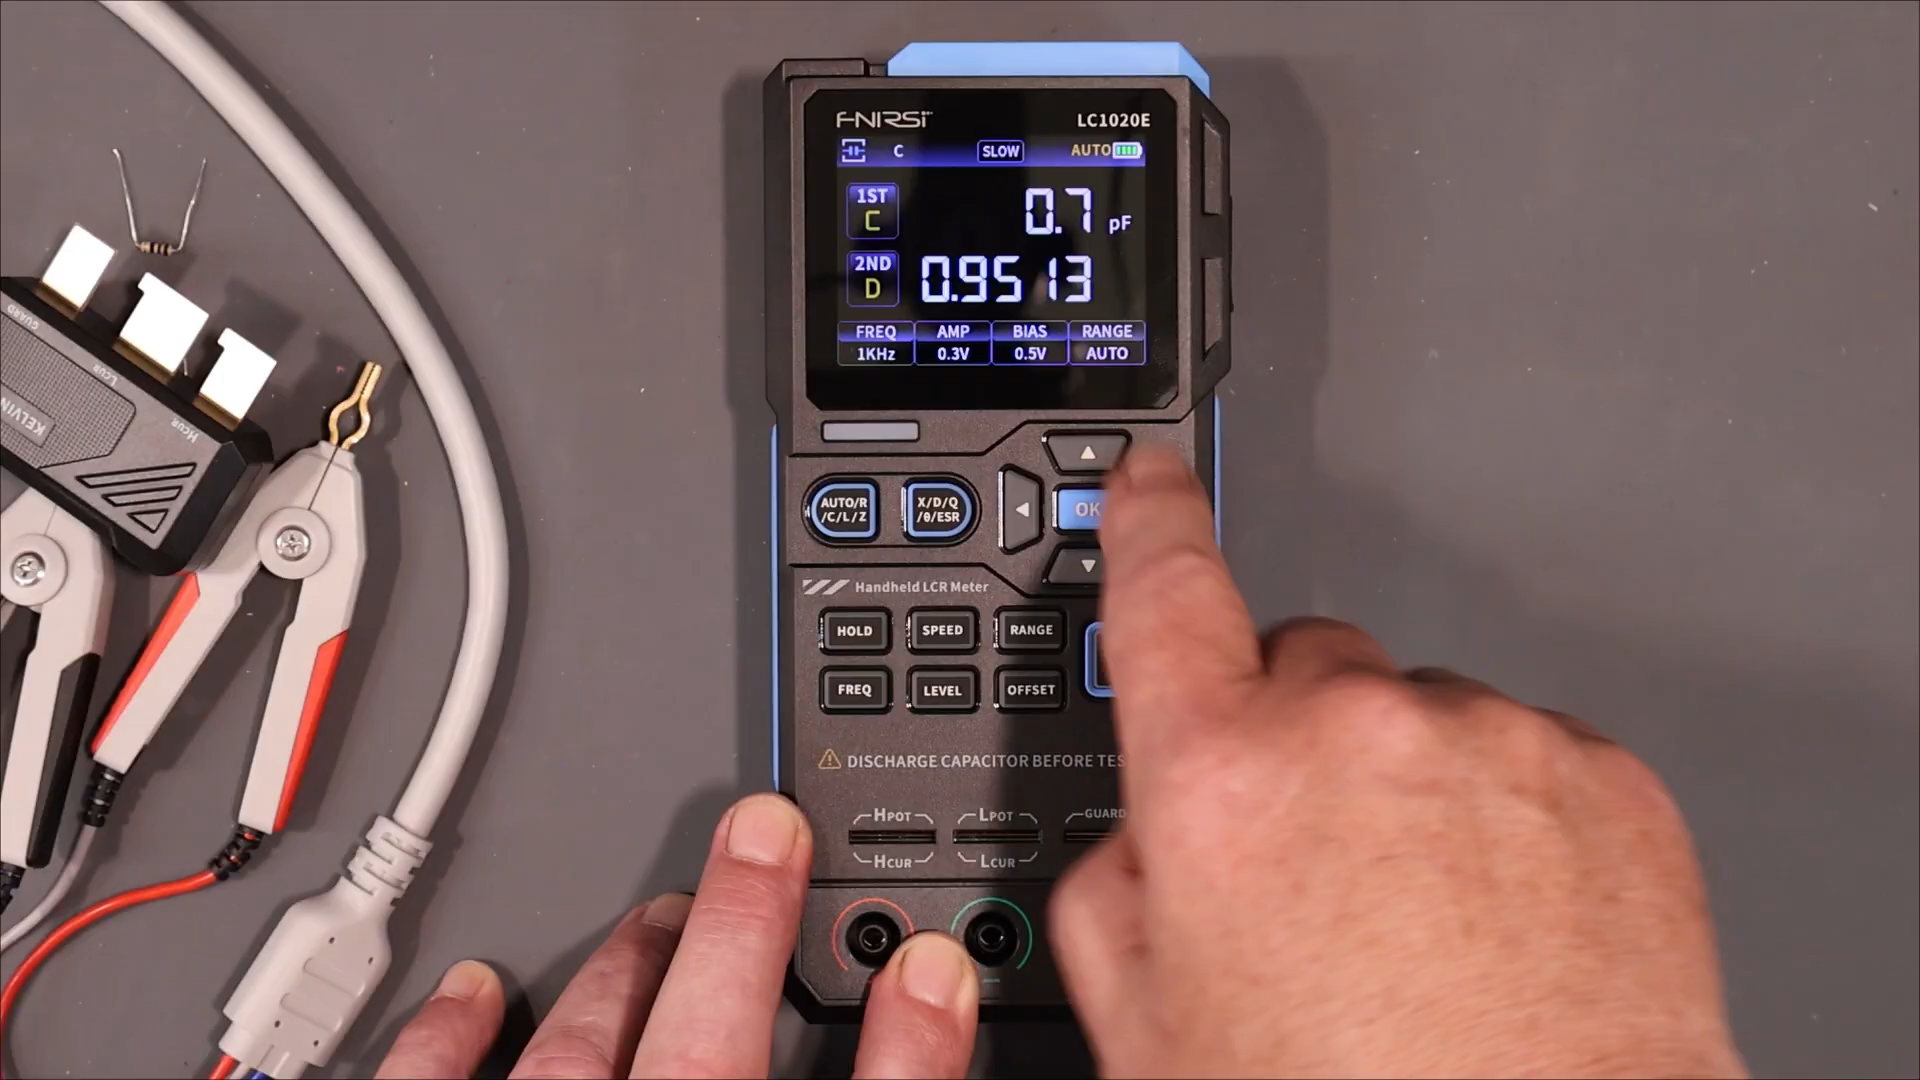 FNIRSI
LC1020E
C SLOW AUTO
1ST
C
0.7 pF
2ND
D
0.9513
FREQ AMP BIAS RANGE
1KHz 0.3V 0.5V AUTO
AUTO/R
/C/L/Z
X/D/Q
/θ/ESR
OK
Handheld LCR Meter
HOLD SPEED RANGE
FREQ LEVEL OFFSET
DISCHARGE CAPACITOR BEFORE TES
HPOT LPOT GUARD
HCUR LCUR
GUARD
LCUR
HCUR
KELVIN